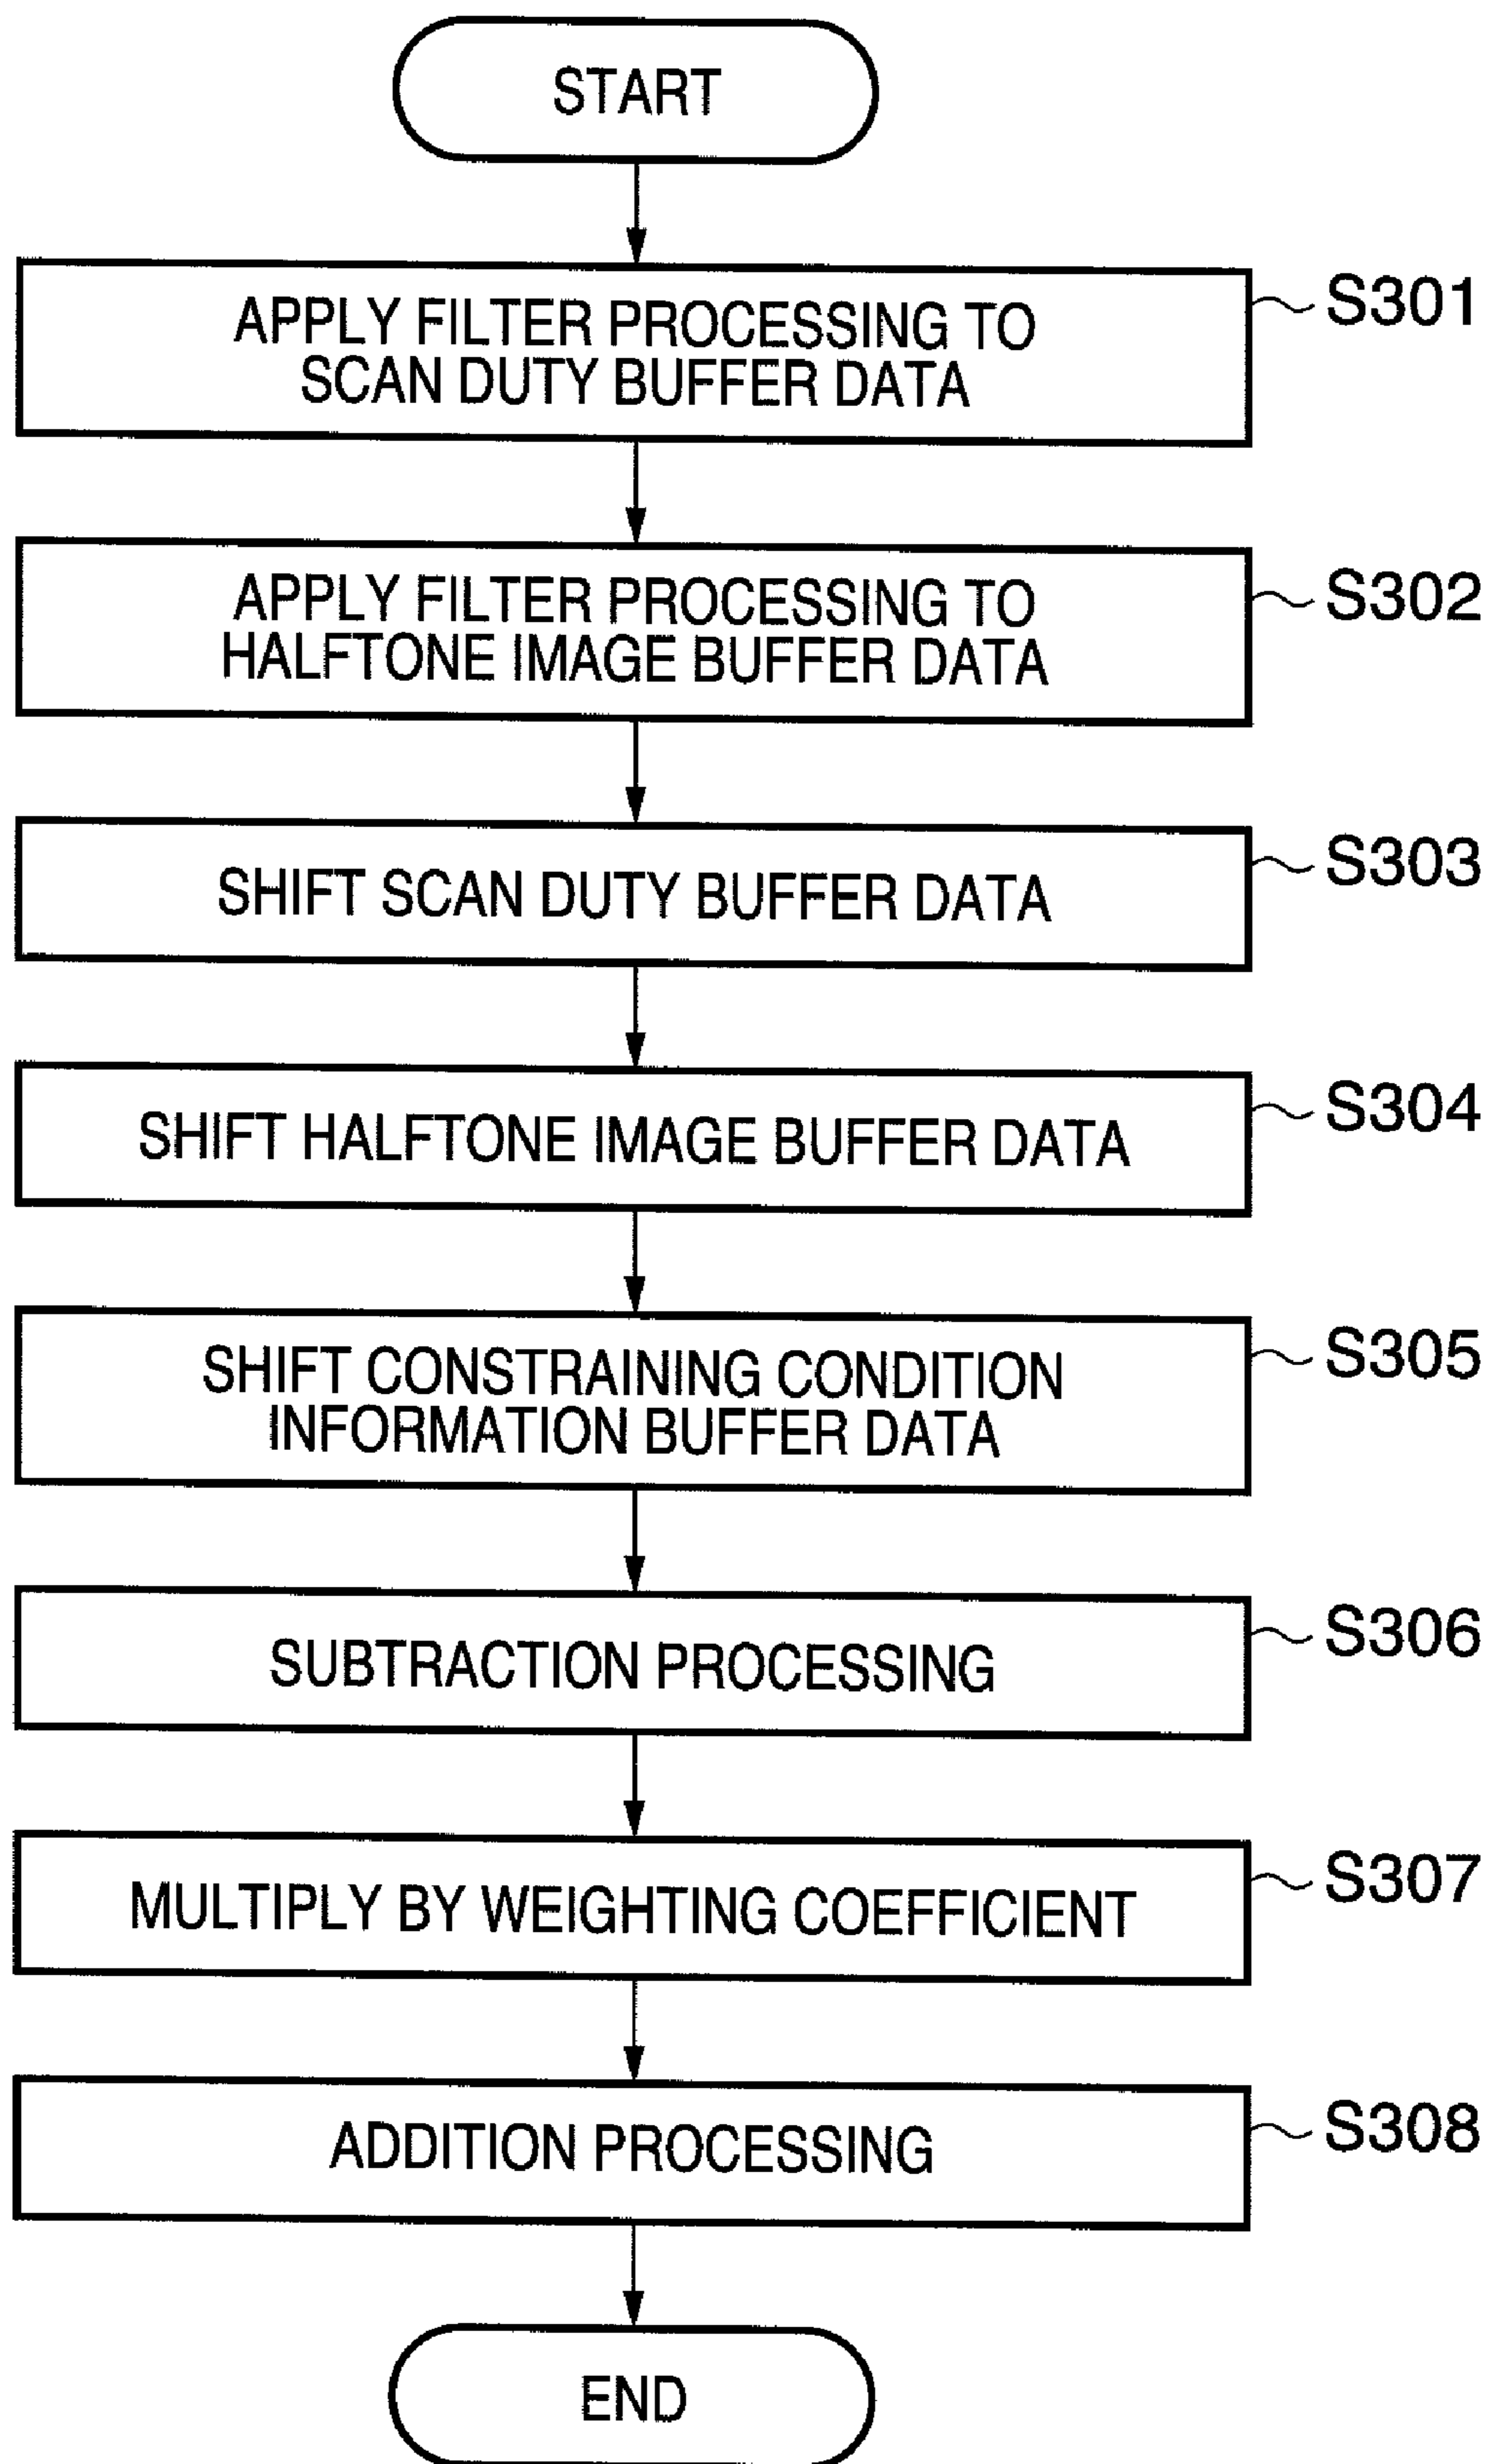 START
APPLY FILTER PROCESSING TO
SCAN DUTY BUFFER DATA
S301
APPLY FILTER PROCESSING TO
HALFTONE IMAGE BUFFER DATA
S302
SHIFT SCAN DUTY BUFFER DATA
S303
SHIFT HALFTONE IMAGE BUFFER DATA
S304
SHIFT CONSTRAINING CONDITION
INFORMATION BUFFER DATA
S305
SUBTRACTION PROCESSING
S306
MULTIPLY BY WEIGHTING COEFFICIENT
S307
ADDITION PROCESSING
S308
END